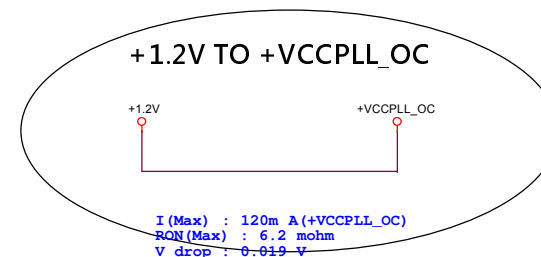 +1.2V TO +VCCPLL_OC
+1.2V +VCCPLL_OC
I(Max) : 120m A(+VCCPLL_OC)
RON(Max) : 6.2 mohm
V drop : 0.019 V